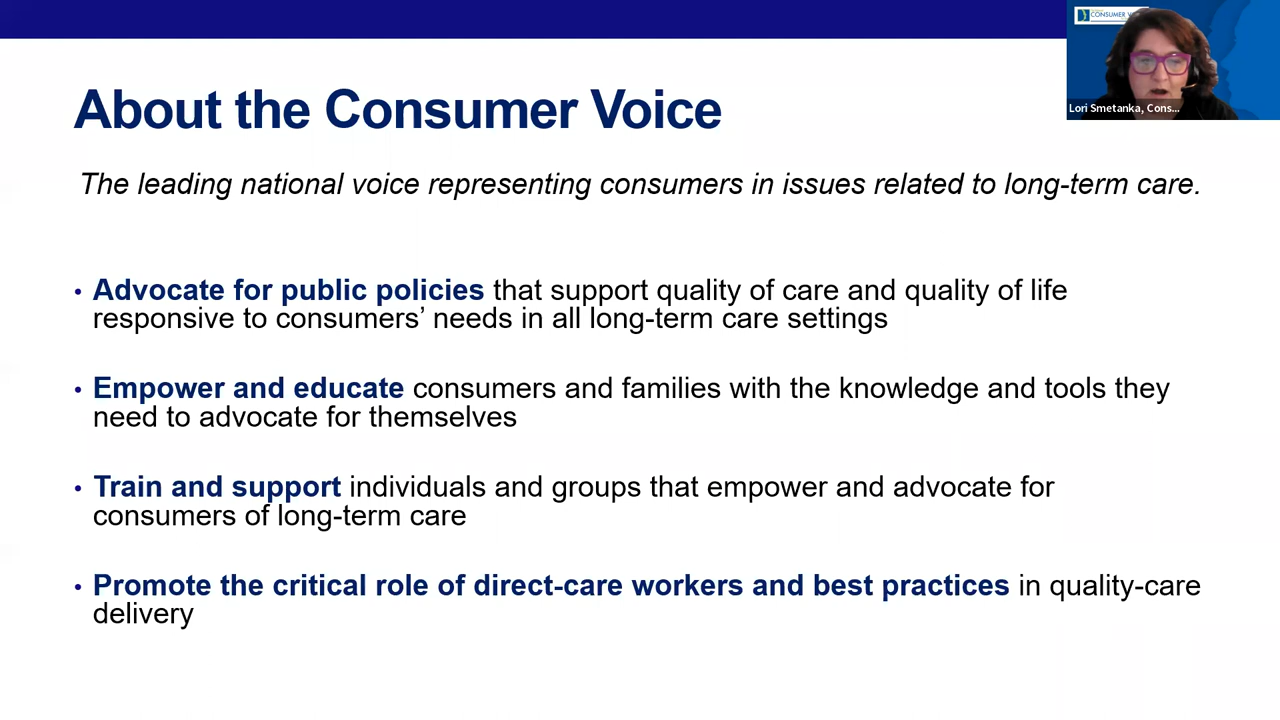 CONSUMER
Lori Smetanka, Cons...
About the Consumer Voice
The leading national voice representing consumers in issues related to long-term care.
• Advocate for public policies that support quality of care and quality of life
responsive to consumers’ needs in all long-term care settings
• Empower and educate consumers and families with the knowledge and tools they
need to advocate for themselves
• Train and support individuals and groups that empower and advocate for
consumers of long-term care
• Promote the critical role of direct-care workers and best practices in quality-care
delivery